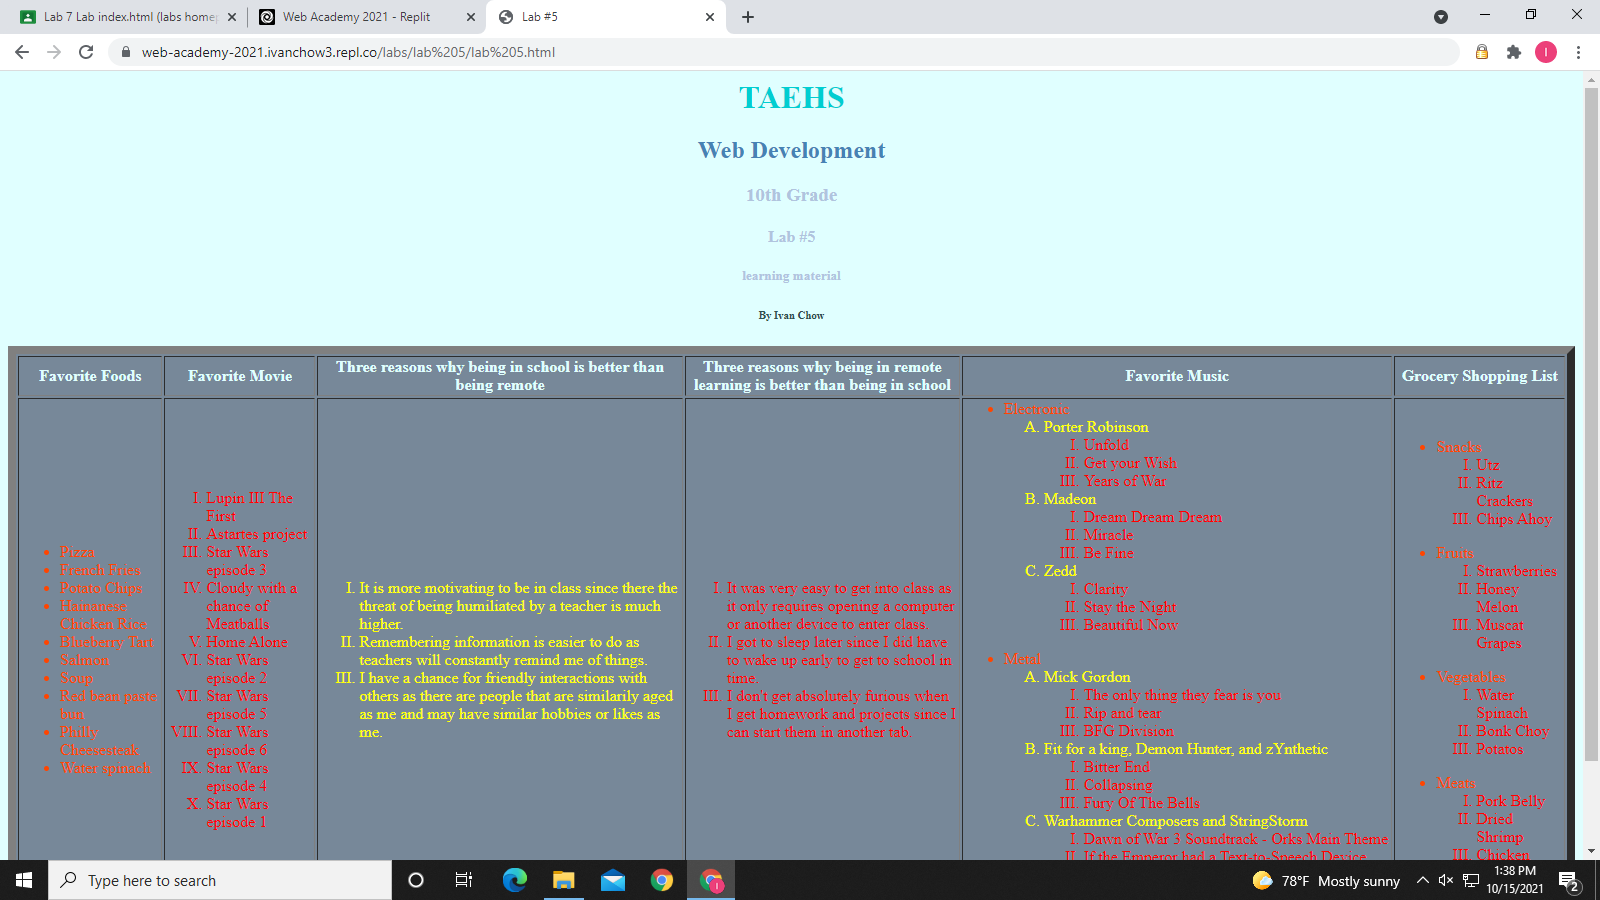 Lab 7 Lab index.html (labs home
Web Academy 2021 - Replit
Lab #5
web-academy-2021.ivanchow3.repl.co/labs/lab%205/lab%205.html
I
TAEHS
Web Development
10th Grade
Lab #5
learning material
By Ivan Chow
Favorite Foods
Favorite Movie
Three reasons why being in school is better than
being remote
Three reasons why being in remote
learning is better than being in school
Favorite Music
Grocery Shopping List
• Pizza
• French Fries
• Potato Chips
• Hainanese
Chicken Rice
• Blueberry Tart
• Salmon
• Soup
• Red bean paste
bun
• Philly
Cheesesteak
• Water spinach
I. Lupin III The
First
II. Astartes project
III. Star Wars
episode 3
IV. Cloudy with a
chance of
Meatballs
V. Home Alone
VI. Star Wars
episode 2
VII. Star Wars
episode 5
VIII. Star Wars
episode 6
IX. Star Wars
episode 4
X. Star Wars
episode 1
I. It is more motivating to be in class since there the
threat of being humiliated by a teacher is much
higher.
II. Remembering information is easier to do as
teachers will constantly remind me of things.
III. I have a chance for friendly interactions with
others as there are people that are similarily aged
as me and may have similar hobbies or likes as
me.
I. It was very easy to get into class as
it only requires opening a computer
or another device to enter class.
II. I got to sleep later since I did have
to wake up early to get to school in
time.
III. I don't get absolutely furious when
I get homework and projects since I
can start them in another tab.
• Electronic
A. Porter Robinson
I. Unfold
II. Get your Wish
III. Years of War
B. Madeon
I. Dream Dream Dream
II. Miracle
III. Be Fine
C. Zedd
I. Clarity
II. Stay the Night
III. Beautiful Now
• Metal
A. Mick Gordon
I. The only thing they fear is you
II. Rip and tear
III. BFG Division
B. Fit for a king, Demon Hunter, and zYnthetic
I. Bitter End
II. Collapsing
III. Fury Of The Bells
C. Warhammer Composers and StringStorm
I. Dawn of War 3 Soundtrack - Orks Main Theme
II. If the Emperor had a Text-to-Speech Device
• Snacks
I. Utz
II. Ritz
Crackers
III. Chips Ahoy
• Fruits
I. Strawberries
II. Honey
Melon
III. Muscat
Grapes
• Vegetables
I. Water
Spinach
II. Bonk Choy
III. Potatos
• Meats
I. Pork Belly
II. Dried
Shrimp
III. Chicken
Type here to search
I
78°F Mostly sunny
1:38 PM
10/15/2021
2